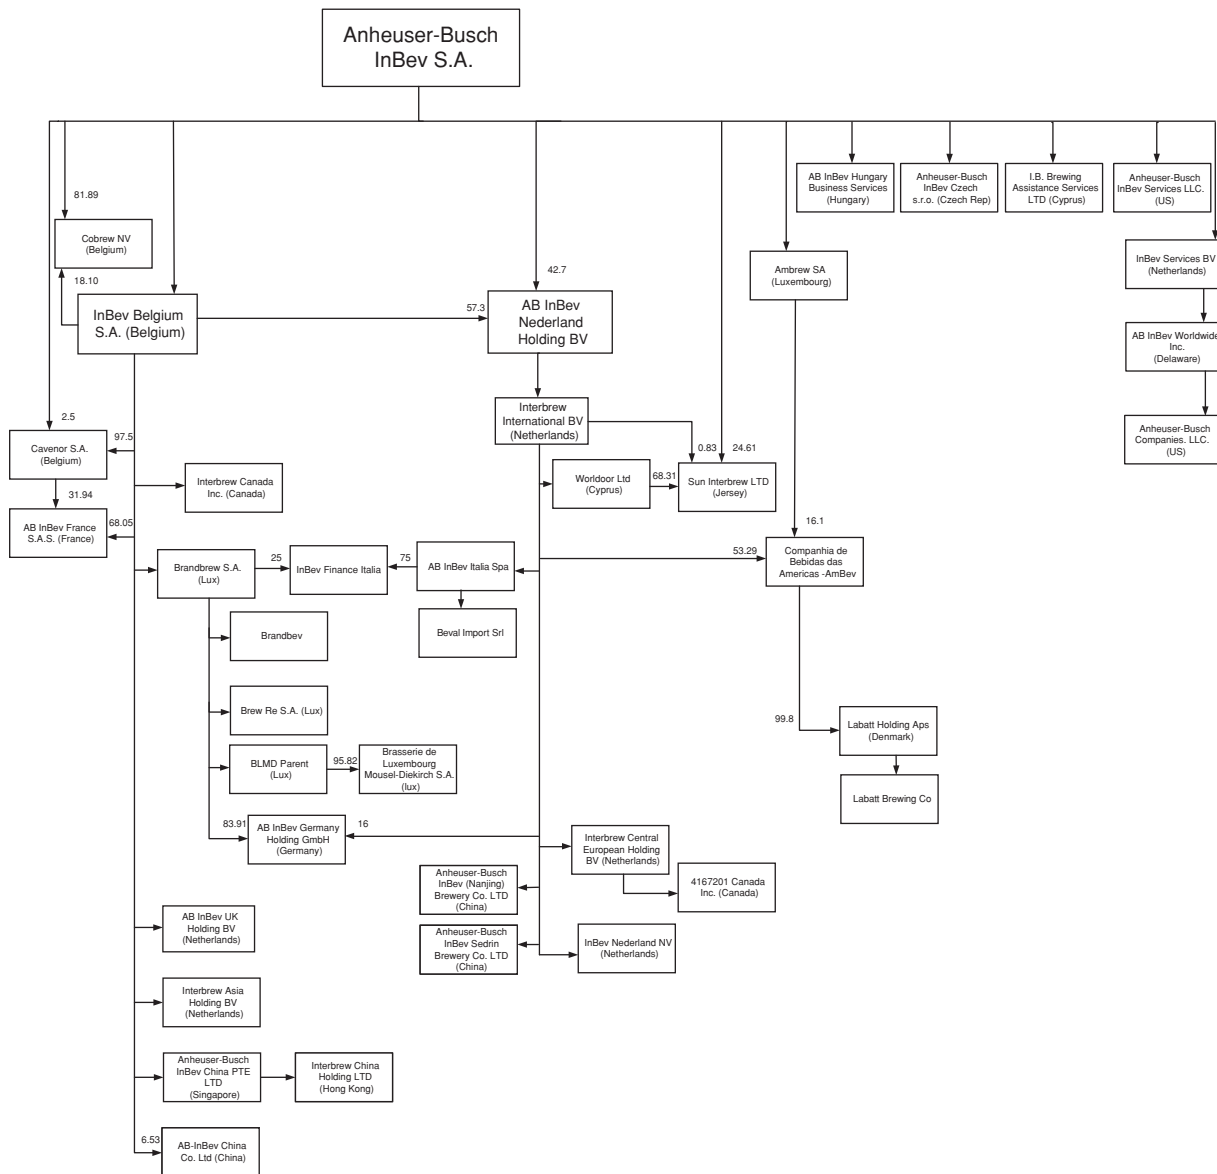 Anheuser-Busch
InBev S.A.
81.89
Cobrew NV
(Belgium)
18.10
InBev Belgium
S.A. (Belgium)
57.3
42.7
AB InBev
Nederland
Holding BV
AB InBev Hungary
Business Services
(Hungary)
Anheuser-Busch
InBev Czech
s.r.o. (Czech Rep)
I.B. Brewing
Assistance Services
LTD (Cyprus)
Anheuser-Busch
InBev Services LLC.
(US)
Ambrew SA
(Luxembourg)
InBev Services BV
(Netherlands)
AB InBev Worldwide
Inc.
(Delaware)
Anheuser-Busch
Companies. LLC.
(US)
2.5
97.5
Cavenor S.A.
(Belgium)
31.94
68.05
AB InBev France
S.A.S. (France)
Interbrew Canada
Inc. (Canada)
Interbrew
International BV
(Netherlands)
0.83
24.61
Worldoor Ltd
(Cyprus)
68.31
Sun Interbrew LTD
(Jersey)
16.1
53.29
Companhia de
Bebidas das
Americas -AmBev
Brandbrew S.A.
(Lux)
25
InBev Finance Italia
75
AB InBev Italia Spa
Beval Import Srl
Brandbev
Brew Re S.A. (Lux)
BLMD Parent
(Lux)
95.82
Brasserie de
Luxembourg
Mousel-Diekirch S.A.
(lux)
99.8
Labatt Holding Aps
(Denmark)
Labatt Brewing Co
83.91
AB InBev Germany
Holding GmbH
(Germany)
16
Interbrew Central
European Holding
BV (Netherlands)
4167201 Canada
Inc. (Canada)
Anheuser-Busch
InBev (Nanjing)
Brewery Co. LTD
(China)
Anheuser-Busch
InBev Sedrin
Brewery Co. LTD
(China)
InBev Nederland NV
(Netherlands)
AB InBev UK
Holding BV
(Netherlands)
Interbrew Asia
Holding BV
(Netherlands)
Anheuser-Busch
InBev China PTE
LTD
(Singapore)
Interbrew China
Holding LTD
(Hong Kong)
6.53
AB-InBev China
Co. Ltd (China)